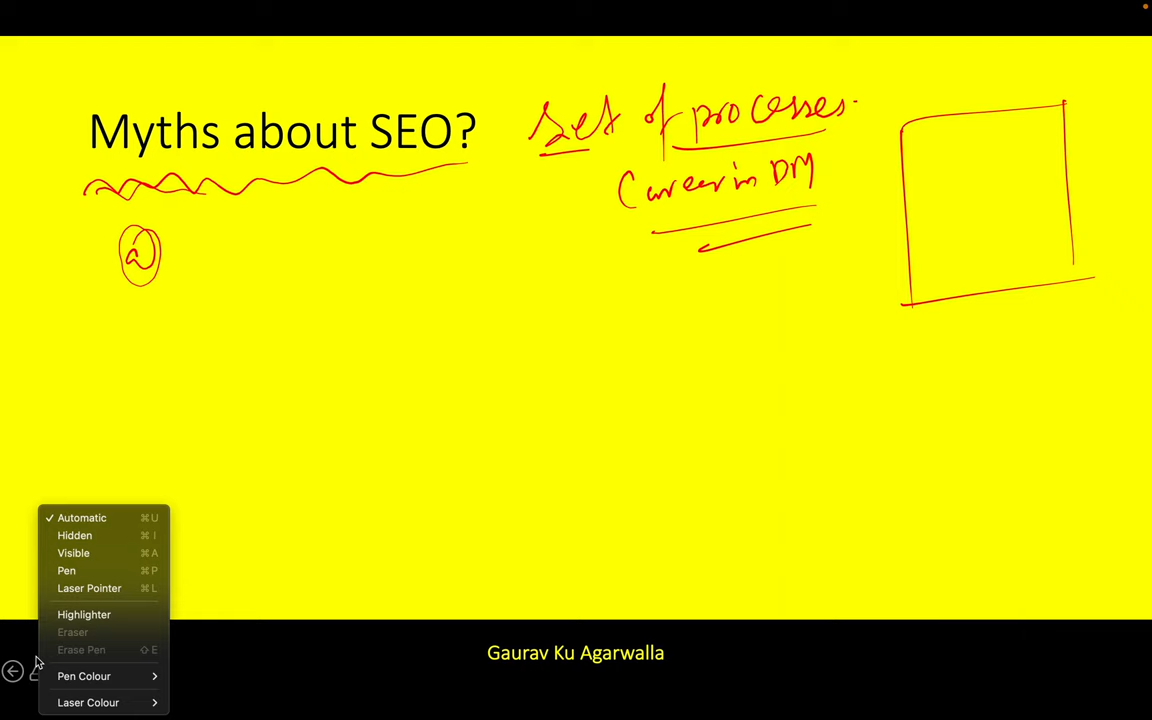 Myths about SEO?
Set of processes.
Career in DM
a
Automatic ⌘U
Hidden ⌘I
Visible ⌘A
Pen ⌘P
Laser Pointer ⌘L
Highlighter
Eraser
Erase Pen ⇧E
Pen Colour
Laser Colour
Gaurav Ku Agarwalla